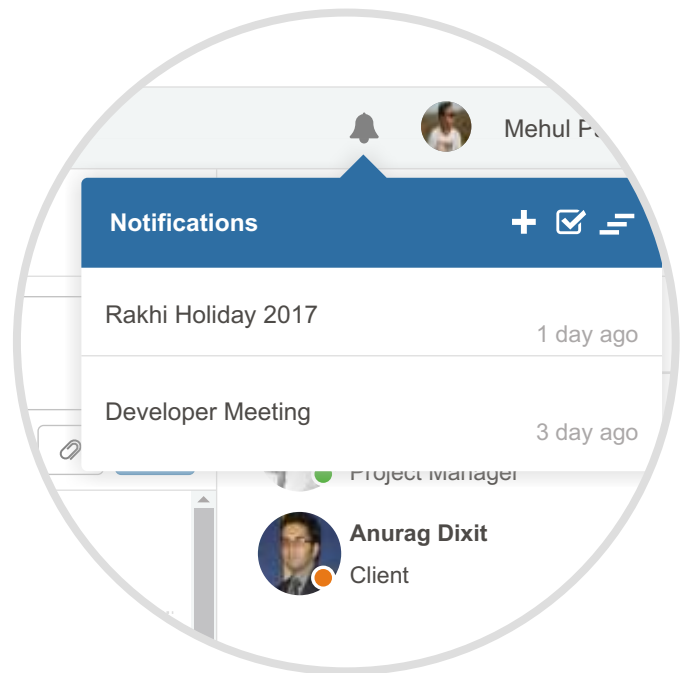 Mehul
Notifications
Rakhi Holiday 2017
1 day ago
Developer Meeting
3 day ago
Project Manager
Anurag Dixit
Client